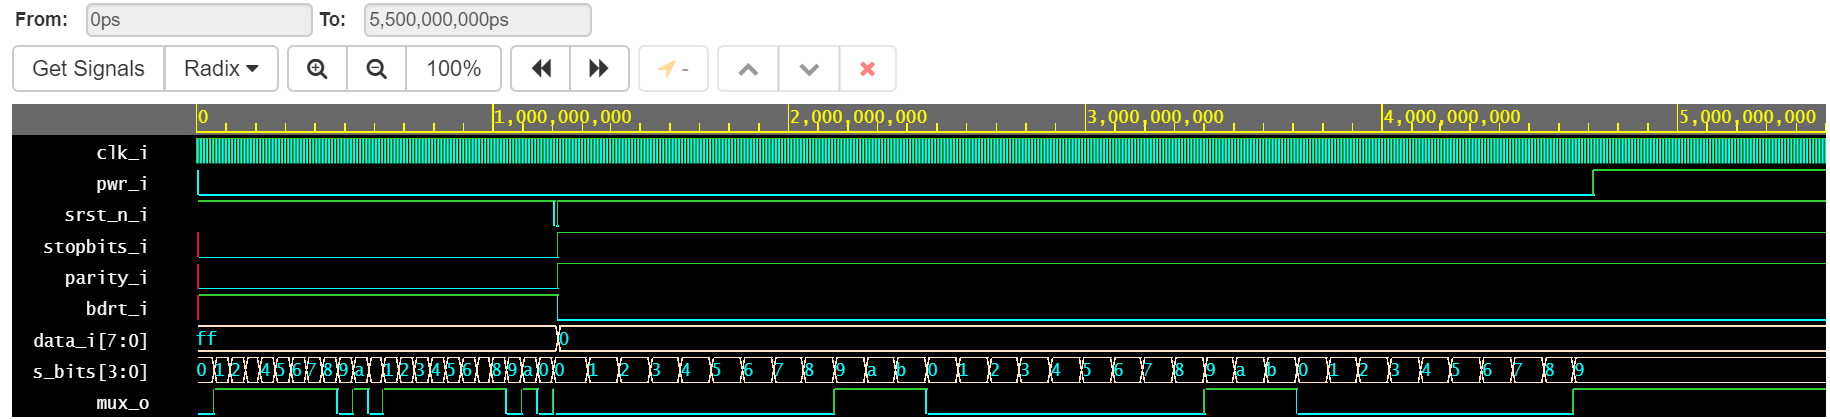 From: 0ps To: 5,500,000,000ps
Get Signals Radix 100% -
0 1,000,000,000 2,000,000,000 3,000,000,000 4,000,000,000 5,000,000,000
clk_i
pwr_i
srst_n_i
stopbits_i
parity_i
bdrt_i
data_i[7:0] ff 0
s_bits[3:0] 0 1 2 4 5 6 7 8 9 a 1 2 3 4 5 6 8 9 a 0 0 1 2 3 4 5 6 7 8 9 a b 0 1 2 3 4 5 6 7 8 9 a b 0 1 2 3 4 5 6 7 8 9
mux_o